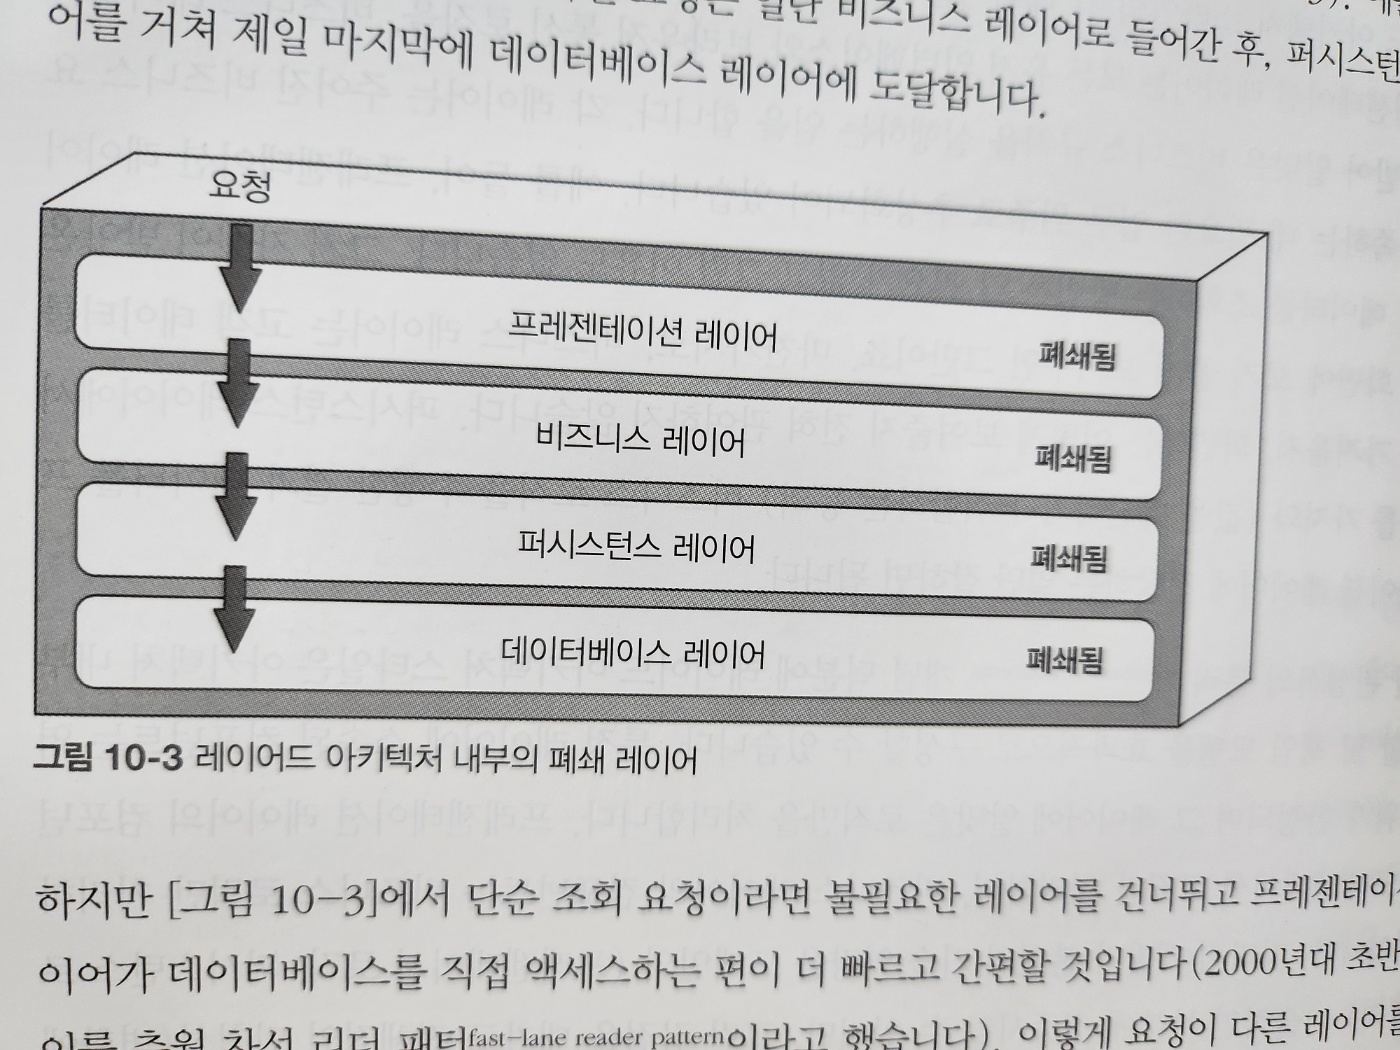 일단 비즈니스 레이어로 들어간 후, 퍼시스턴
어를 거쳐 제일 마지막에 데이터베이스 레이어에 도달합니다.
요청
프레젠테이션 레이어 폐쇄됨
비즈니스 레이어 폐쇄됨
퍼시스턴스 레이어 폐쇄됨
데이터베이스 레이어 폐쇄됨
그림 10-3 레이어드 아키텍처 내부의 폐쇄 레이어
하지만 [그림 10-3]에서 단순 조회 요청이라면 불필요한 레이어를 건너뛰고 프레젠테이
이어가 데이터베이스를 직접 액세스하는 편이 더 빠르고 간편할 것입니다(2000년대 초반
이를 추월 차선 리더 패턴fast-lane reader pattern이라고 했습니다). 이렇게 요청이 다른 레이어를